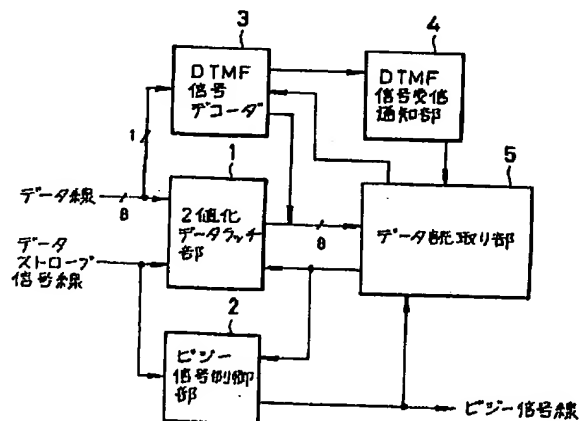 3
DTMF
信号
デコーダ
4
DTMF
信号受信
通知部
1
データ線
8
1
2値化
データラッチ
部
8
5
データ読取り部
データ
ストローブ
信号線
2
ビジー
信号制御
部
ビジー信号線